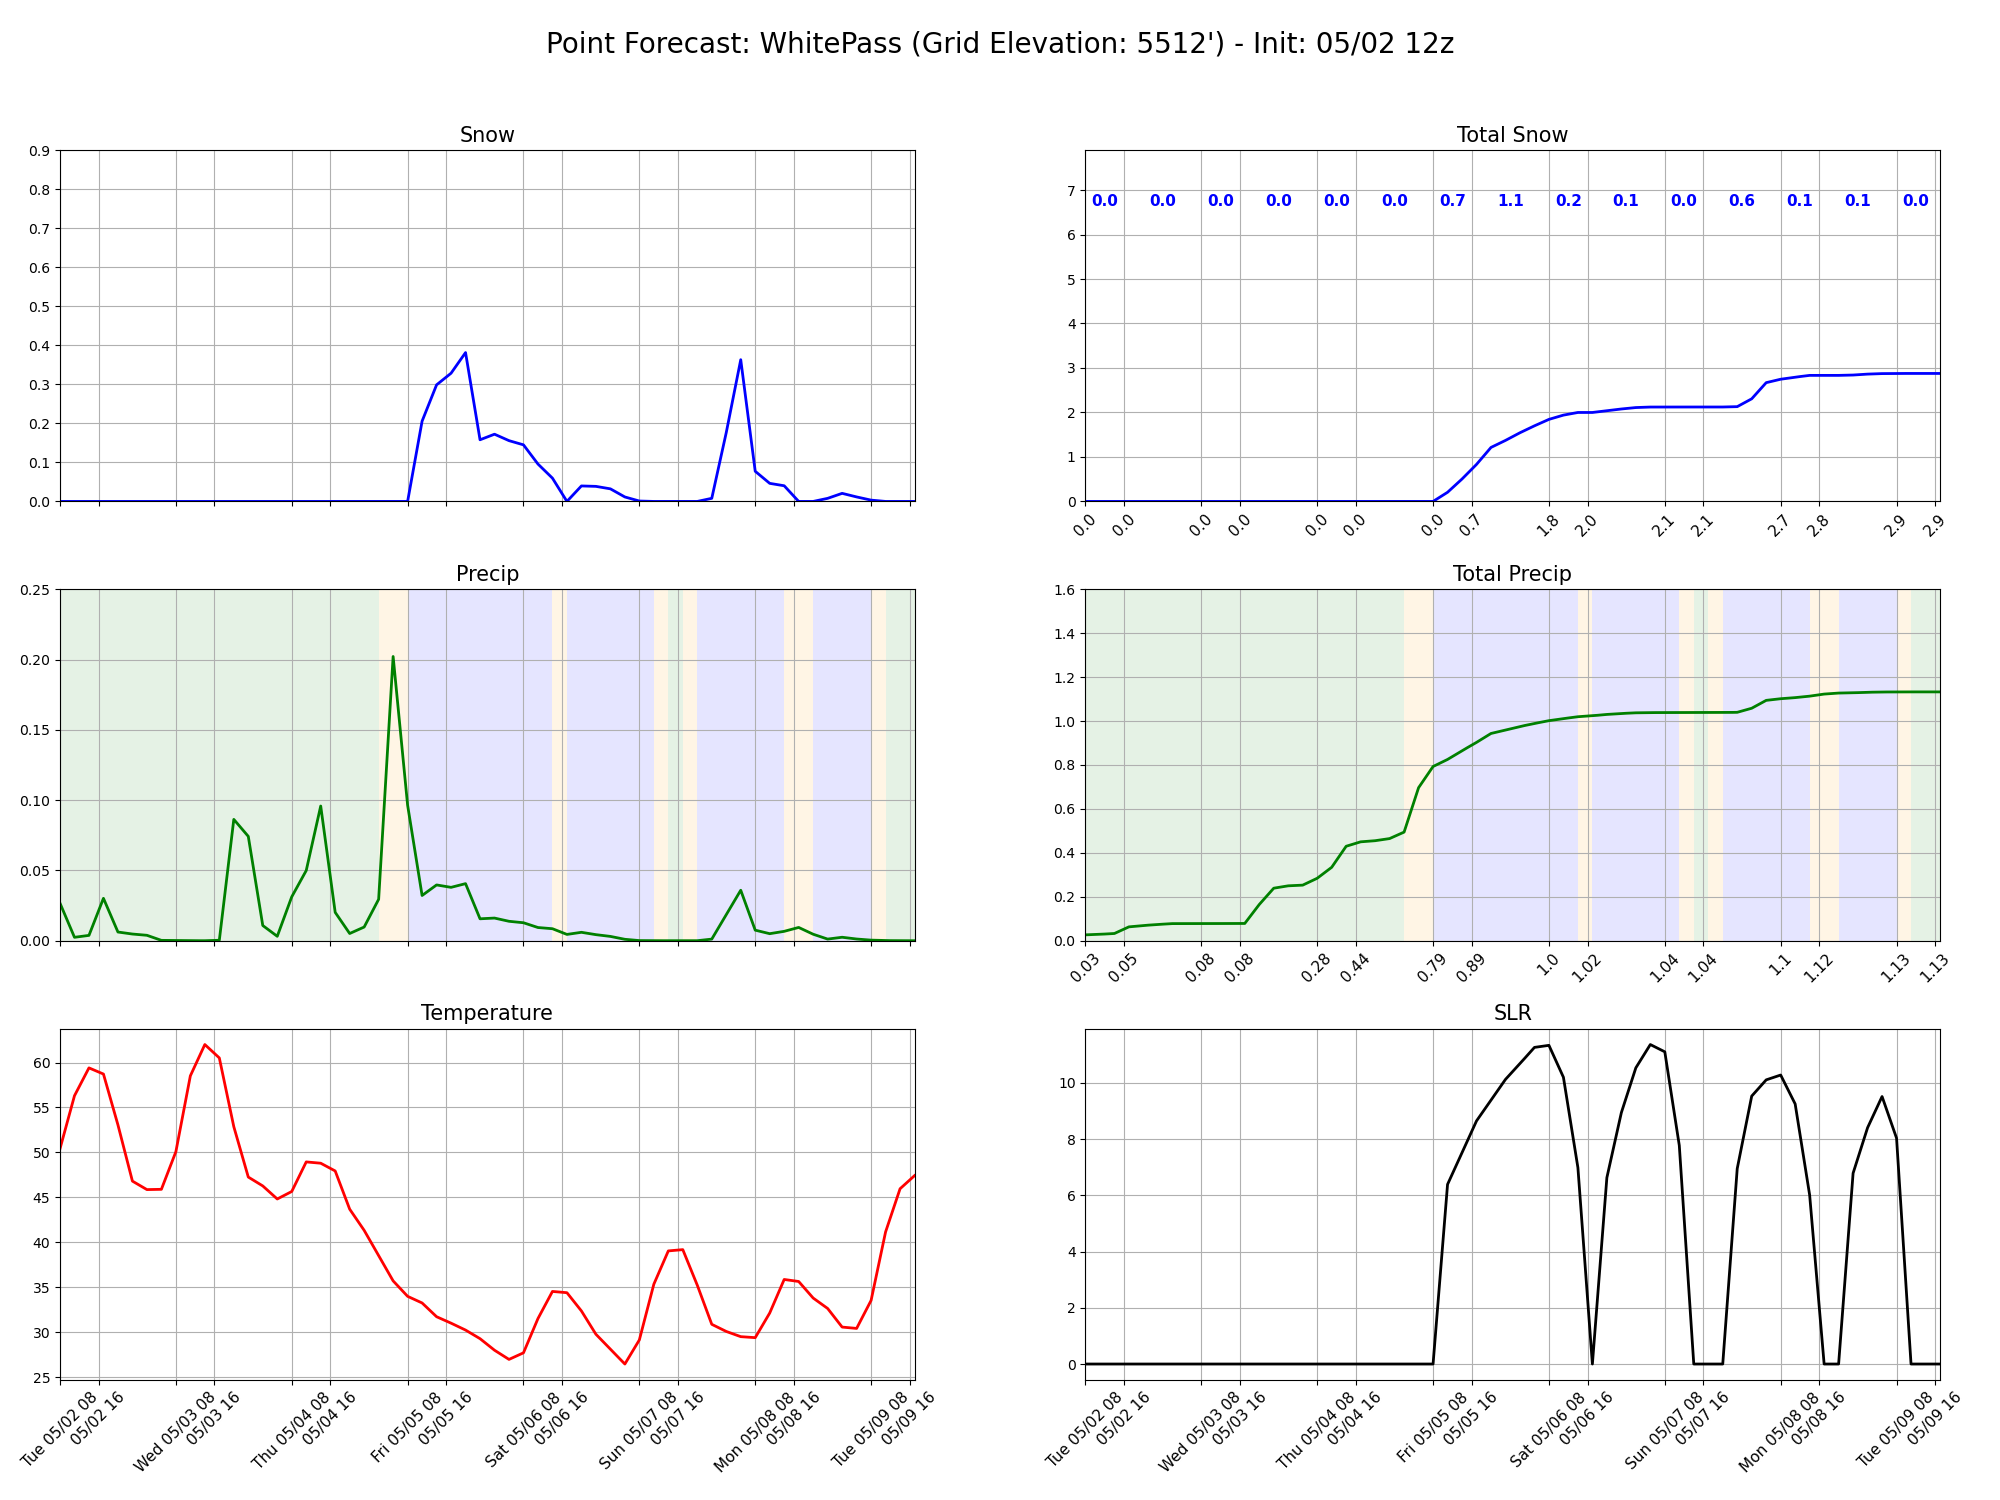 Point Forecast: WhitePass (Grid Elevation: 5512') - Init: 05/02 12z
Snow
0.9
0.8
0.7
0.6
0.5
0.4
0.3
0.2
0.1
0.0
Total Snow
7
6
5
4
3
2
1
0
0.0 0.0 0.0 0.0 0.0 0.0 0.7 1.1 0.2 0.1 0.0 0.6 0.1 0.1 0.0
0.0 0.0 0.0 0.0 0.0 0.0 0.0 0.7 1.8 2.0 2.1 2.1 2.7 2.8 2.9 2.9
Precip
0.25
0.20
0.15
0.10
0.05
0.00
Total Precip
1.6
1.4
1.2
1.0
0.8
0.6
0.4
0.2
0.0
0.03 0.05 0.08 0.08 0.28 0.44 0.79 0.89 1.0 1.02 1.04 1.04 1.1 1.12 1.13 1.13
Temperature
60
55
50
45
40
35
30
25
Tue 05/02 08
05/02 16
Wed 05/03 08
05/03 16
Thu 05/04 08
05/04 16
Fri 05/05 08
05/05 16
Sat 05/06 08
05/06 16
Sun 05/07 08
05/07 16
Mon 05/08 08
05/08 16
Tue 05/09 08
05/09 16
SLR
10
8
6
4
2
0
Tue 05/02 08
05/02 16
Wed 05/03 08
05/03 16
Thu 05/04 08
05/04 16
Fri 05/05 08
05/05 16
Sat 05/06 08
05/06 16
Sun 05/07 08
05/07 16
Mon 05/08 08
05/08 16
Tue 05/09 08
05/09 16